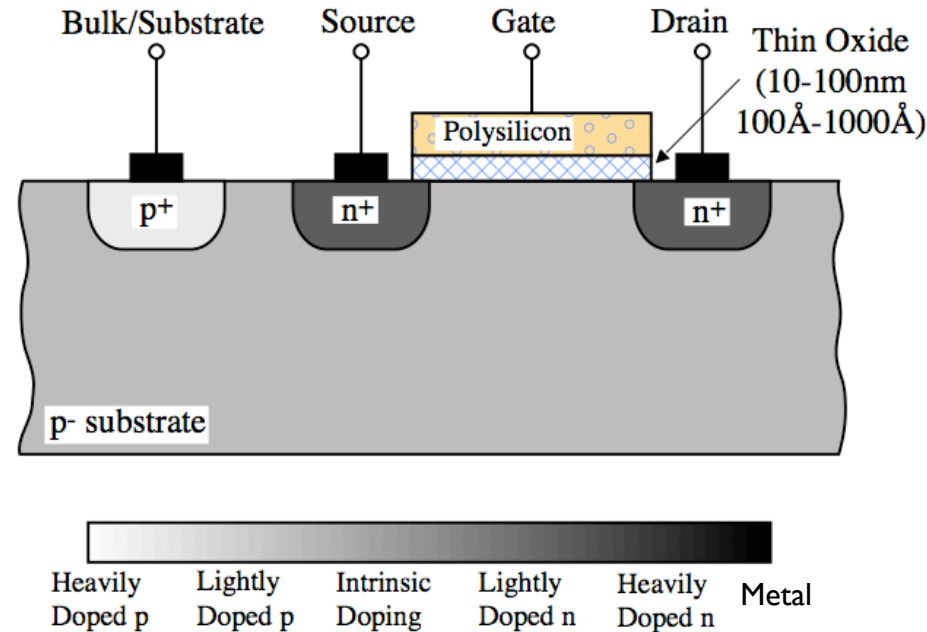 Bulk/Substrate
Source
Gate
Drain
Thin Oxide
(10-100nm
100Å-1000Å)
Polysilicon
p+
n+
n+
p- substrate
Heavily
Doped p
Lightly
Doped p
Intrinsic
Doping
Lightly
Doped n
Heavily
Doped n
Metal